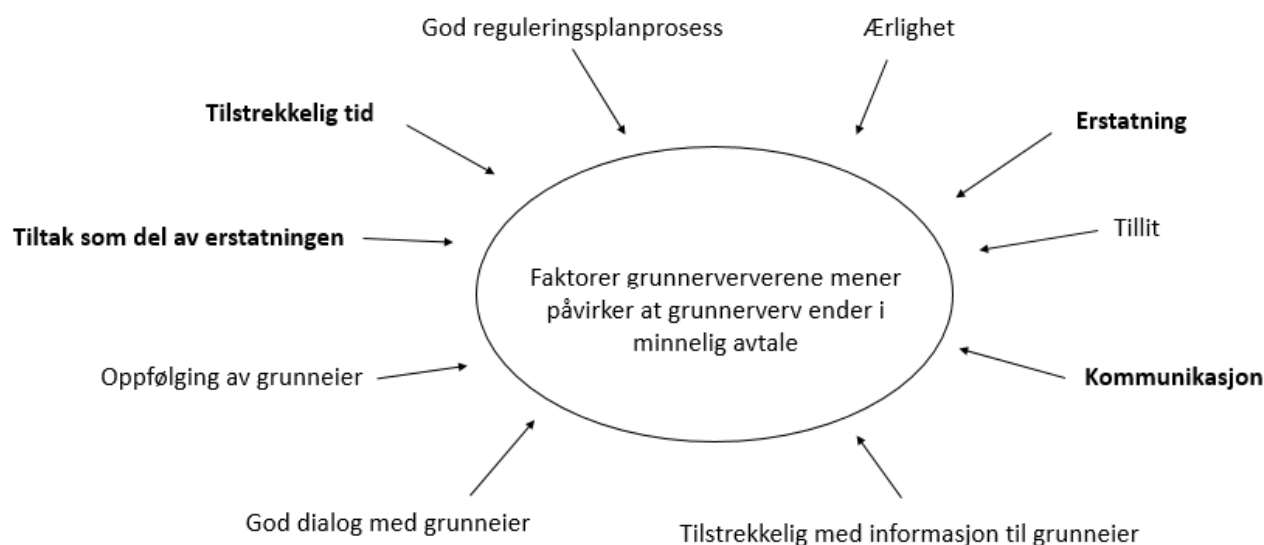 God reguleringsplanprosess
Ærlighet
Tilstrekkelig tid
Erstatning
Tiltak som del av erstatningen
Tillit
Faktorer grunnerververene mener
påvirker at grunnerverv ender i
minnelig avtale
Oppfølging av grunneier
Kommunikasjon
God dialog med grunneier
Tilstrekkelig med informasjon til grunneier